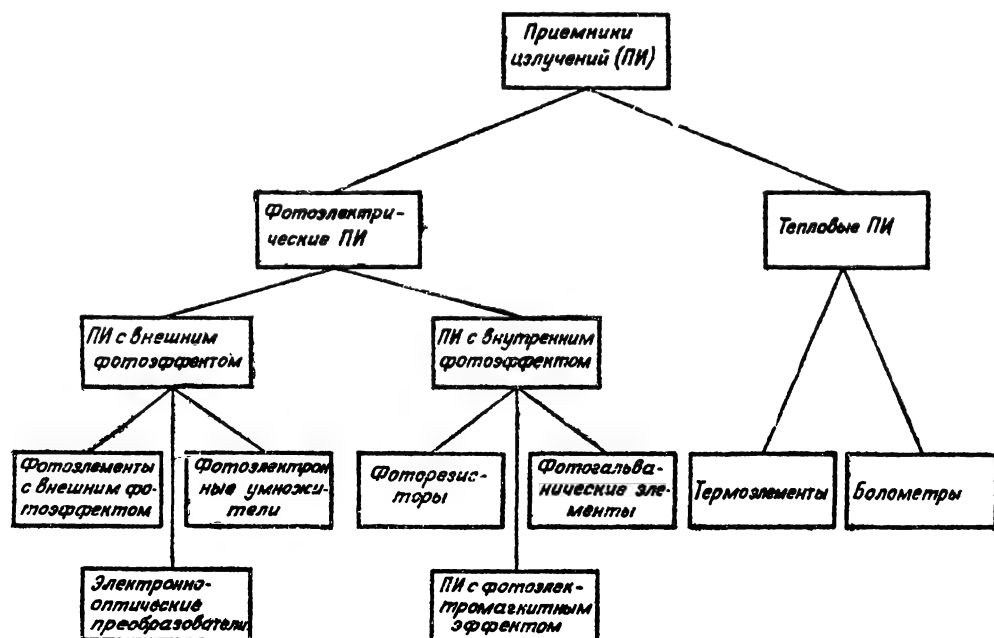 Приемники
излучений (ПИ)
Фотоэлектри-
ческие ПИ
Тепловые ПИ
ПИ с внешним
фотоэффектом
ПИ с внутренним
фотоэффектом
Фотоэлементы
с внешним фо-
тоэффектом
Фотоэлектрон
ные умножи-
тели
Фоторезис-
торы
Фотогальва-
нические эле-
менты
Термоэлементы
Болометры
Электронно-
оптические
преобразователи
ПИ с фотоэлек-
тромагнитным
эффектом